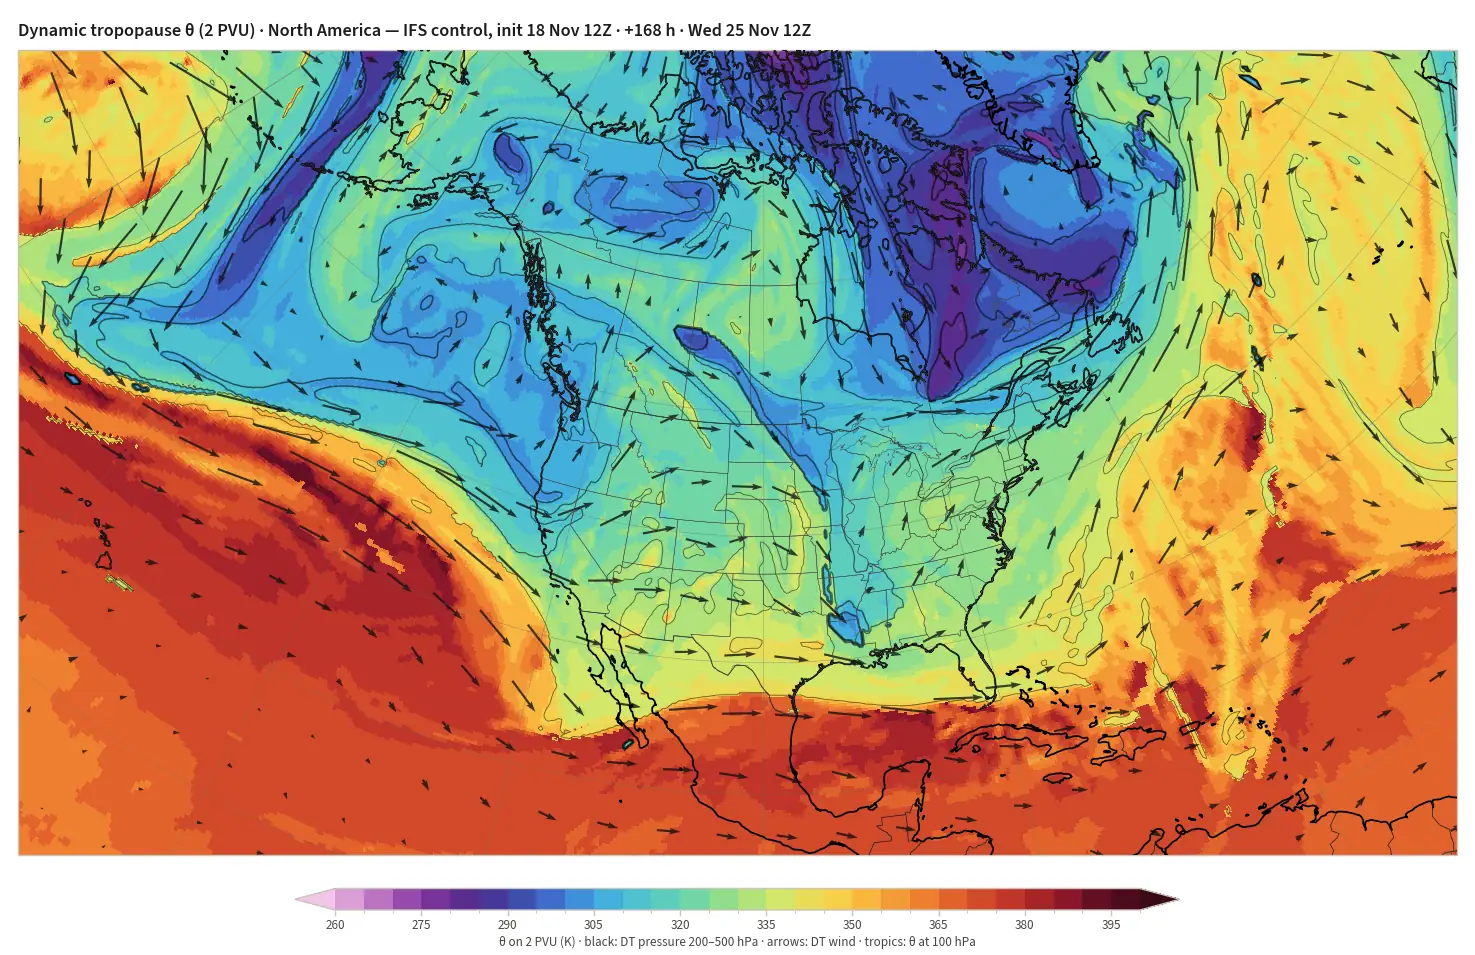 Dynamic tropopause θ (2 PVU) · North America — IFS control, init 18 Nov 12Z · +168 h · Wed 25 Nov 12Z
260 275 290 305 320 335 350 365 380 395
θ on 2 PVU (K) · black: DT pressure 200–500 hPa · arrows: DT wind · tropics: θ at 100 hPa